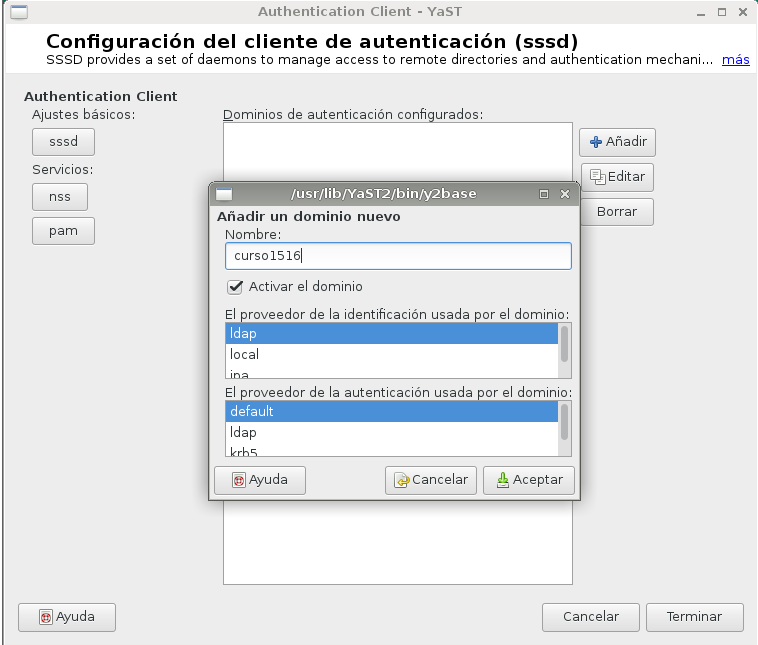 Authentication Client - YaST
Configuración del cliente de autenticación (sssd)
SSSD provides a set of daemons to manage access to remote directories and authentication mechani... más
Authentication Client
Ajustes básicos:
sssd
Servicios:
nss
pam
Dominios de autenticación configurados:
Añadir
Editar
Borrar
/usr/lib/YaST2/bin/y2base
Añadir un dominio nuevo
Nombre:
curso1516
Activar el dominio
El proveedor de la identificación usada por el dominio:
ldap
local
ipa
El proveedor de la autenticación usada por el dominio:
default
ldap
krb5
Ayuda
Cancelar
Aceptar
Ayuda
Cancelar
Terminar